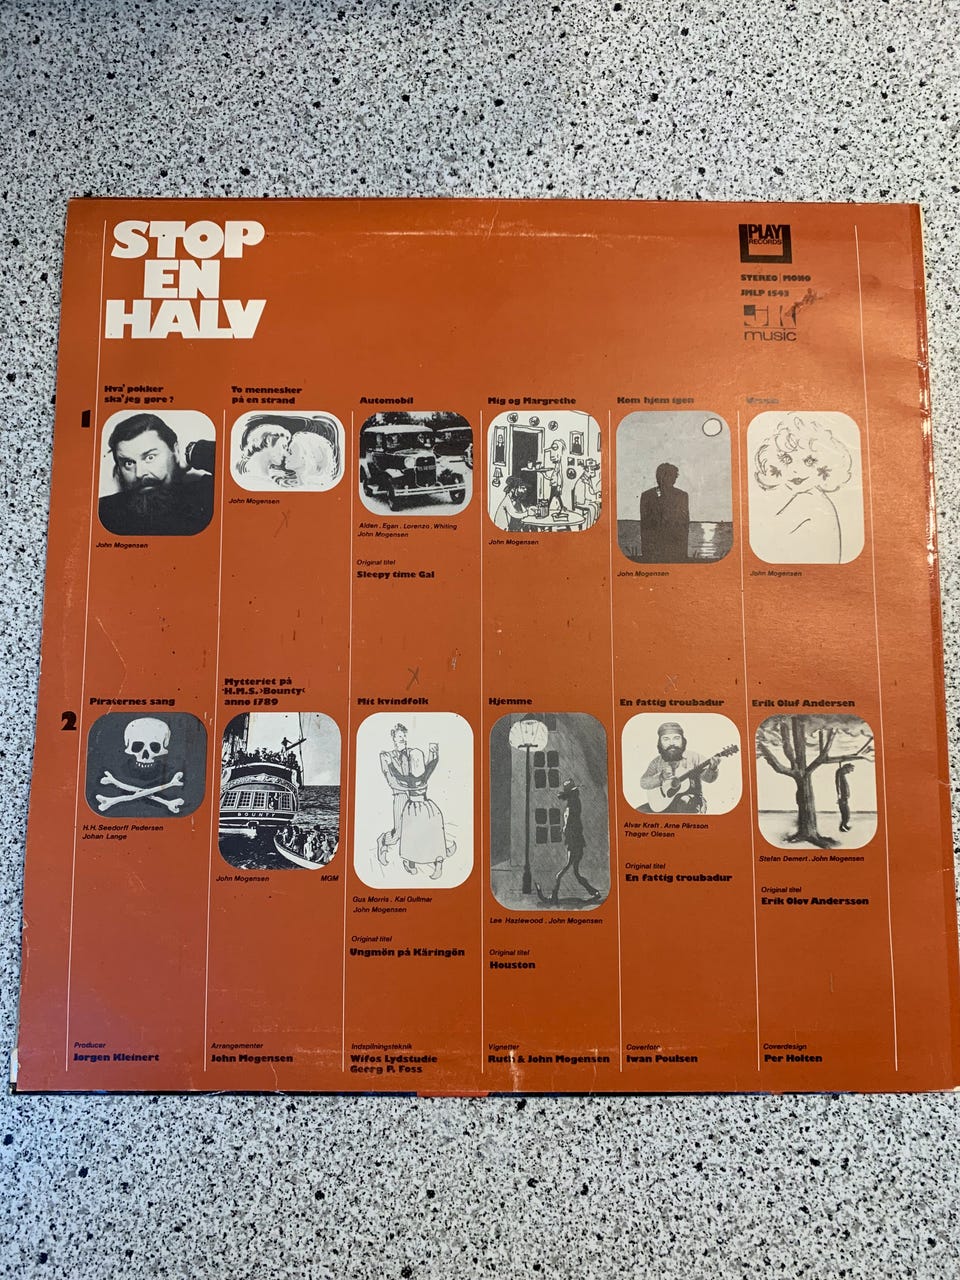 STOP
EN
HALV
PLAY
RECORDS
STEREO | MONO
JMLP 1543
music
1
Hva' pokker
ska' jeg gøre ?
John Mogensen
To mennesker
på en strand
John Mogensen
Automobil
Alden . Egan . Lorenzo . Whiting
John Mogensen
Original titel
Sleepy time Gal
Mig og Margrethe
John Mogensen
Kom hjem igen
John Mogensen
John Mogensen
2
Piraternes sang
H.H. Seedorff Pedersen
Johan Lange
Mytteriet på
›H.M.S. ›Bounty‹
anno 1789
BOUNTY
John Mogensen MGM
Mit kvindfolk
Gus Morris . Kai Gullmar
John Mogensen
Original titel
Ungmön på Käringön
Hjemme
Lee Hazlewood . John Mogensen
Original titel
Houston
En fattig troubadur
Alvar Kraft . Arne Pärsson
Thøger Olesen
Original titel
En fattig troubadur
Erik Oluf Andersen
Stefan Demert . John Mogensen
Original titel
Erik Olov Andersson
Producer
Jørgen Kleinert
Arrangementer
John Mogensen
Indspilningsteknik
Wifos Lydstudie
Georg P. Foss
Vignetter
Ruth & John Mogensen
Coverfoto
Iwan Poulsen
Coverdesign
Per Holten